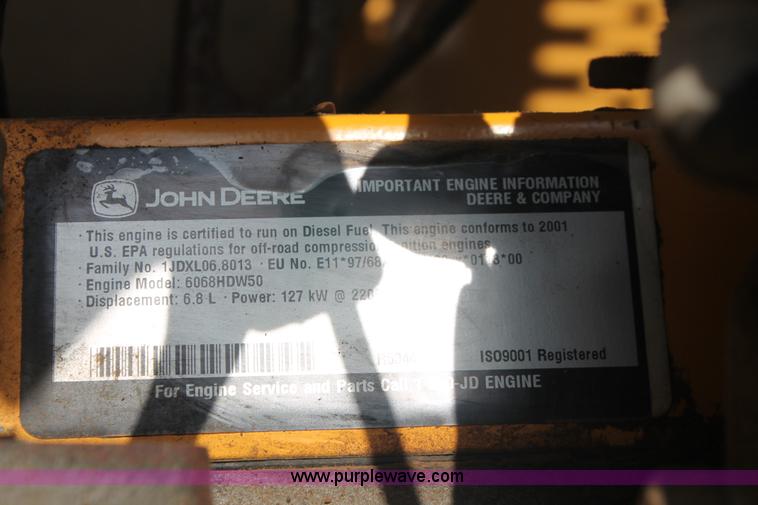 JOHN DEERE
IMPORTANT ENGINE INFORMATION
DEERE & COMPANY
· This engine is certified to run on Diesel Fuel. This engine conforms to 2001
U.S. EPA regulations for off-road compression ignition engines.
· Family No. 1JDXL06.8013 · EU No. E11*97/68
· Engine Model: 6068HDW50
· Displacement: 6.8 L · Power: 127 kW @
ISO9001 Registered
For Engine Service and Parts Call JD ENGINE
www.purplewave.com